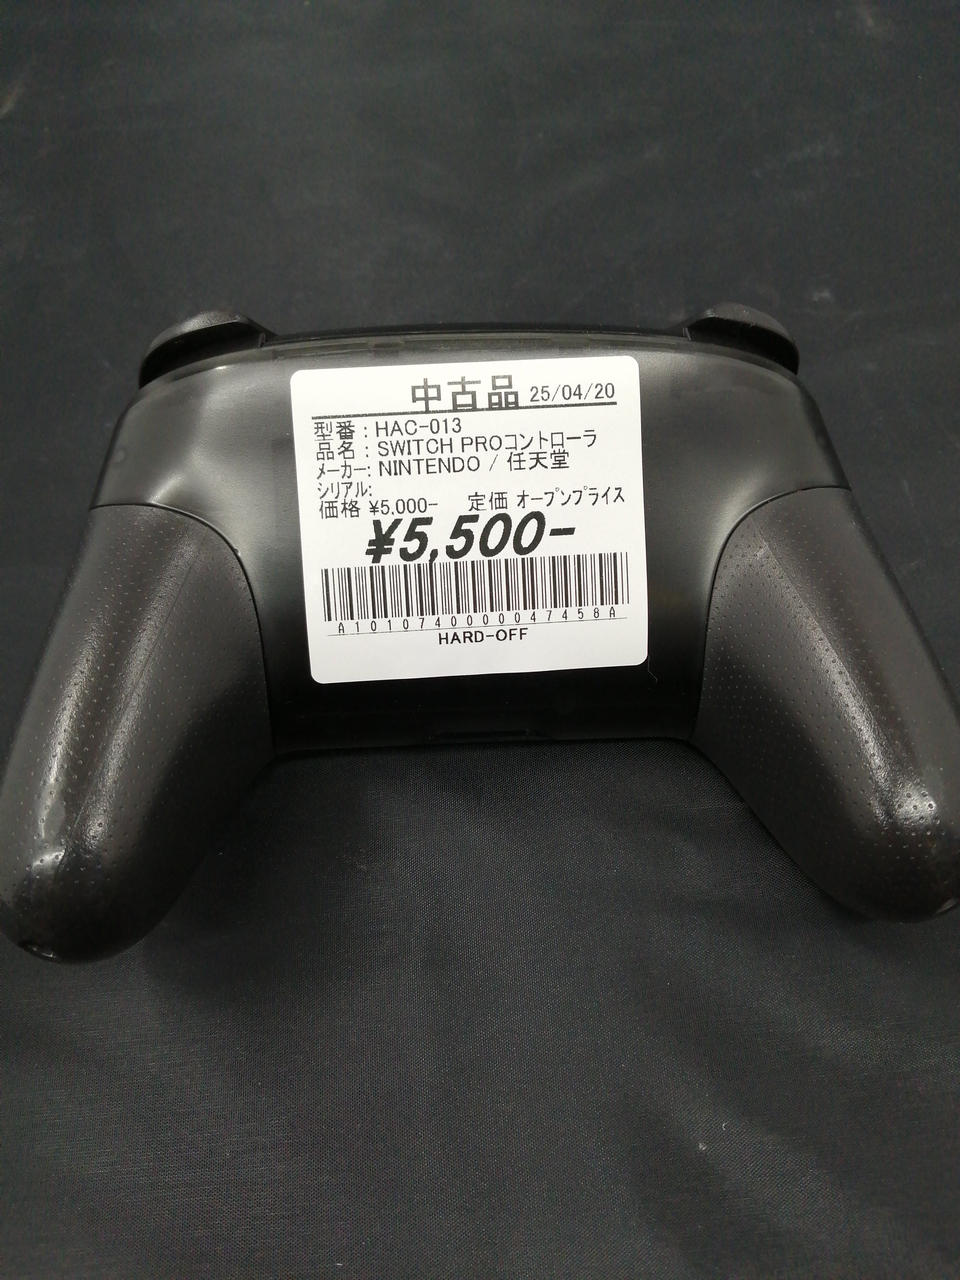 中古品 25/04/20
型番：HAC-013
品名：SWITCH PROコントローラ
メーカー：NINTENDO / 任天堂
シリアル：
価格 ¥5,000- 定価 オープンプライス
¥5,500-
A1010740000047458A
HARD-OFF